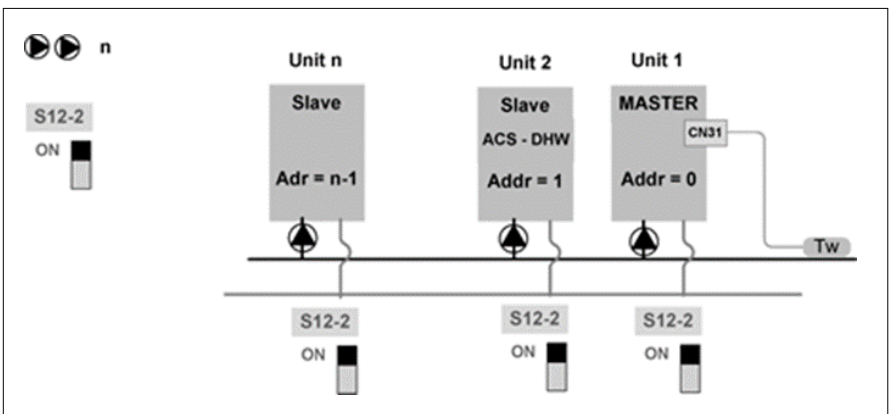 n
S12-2
ON
Unit n
Slave
Adr = n-1
S12-2
ON
Unit 2
Slave
ACS - DHW
Addr = 1
S12-2
ON
Unit 1
MASTER
CN31
Addr = 0
Tw
S12-2
ON